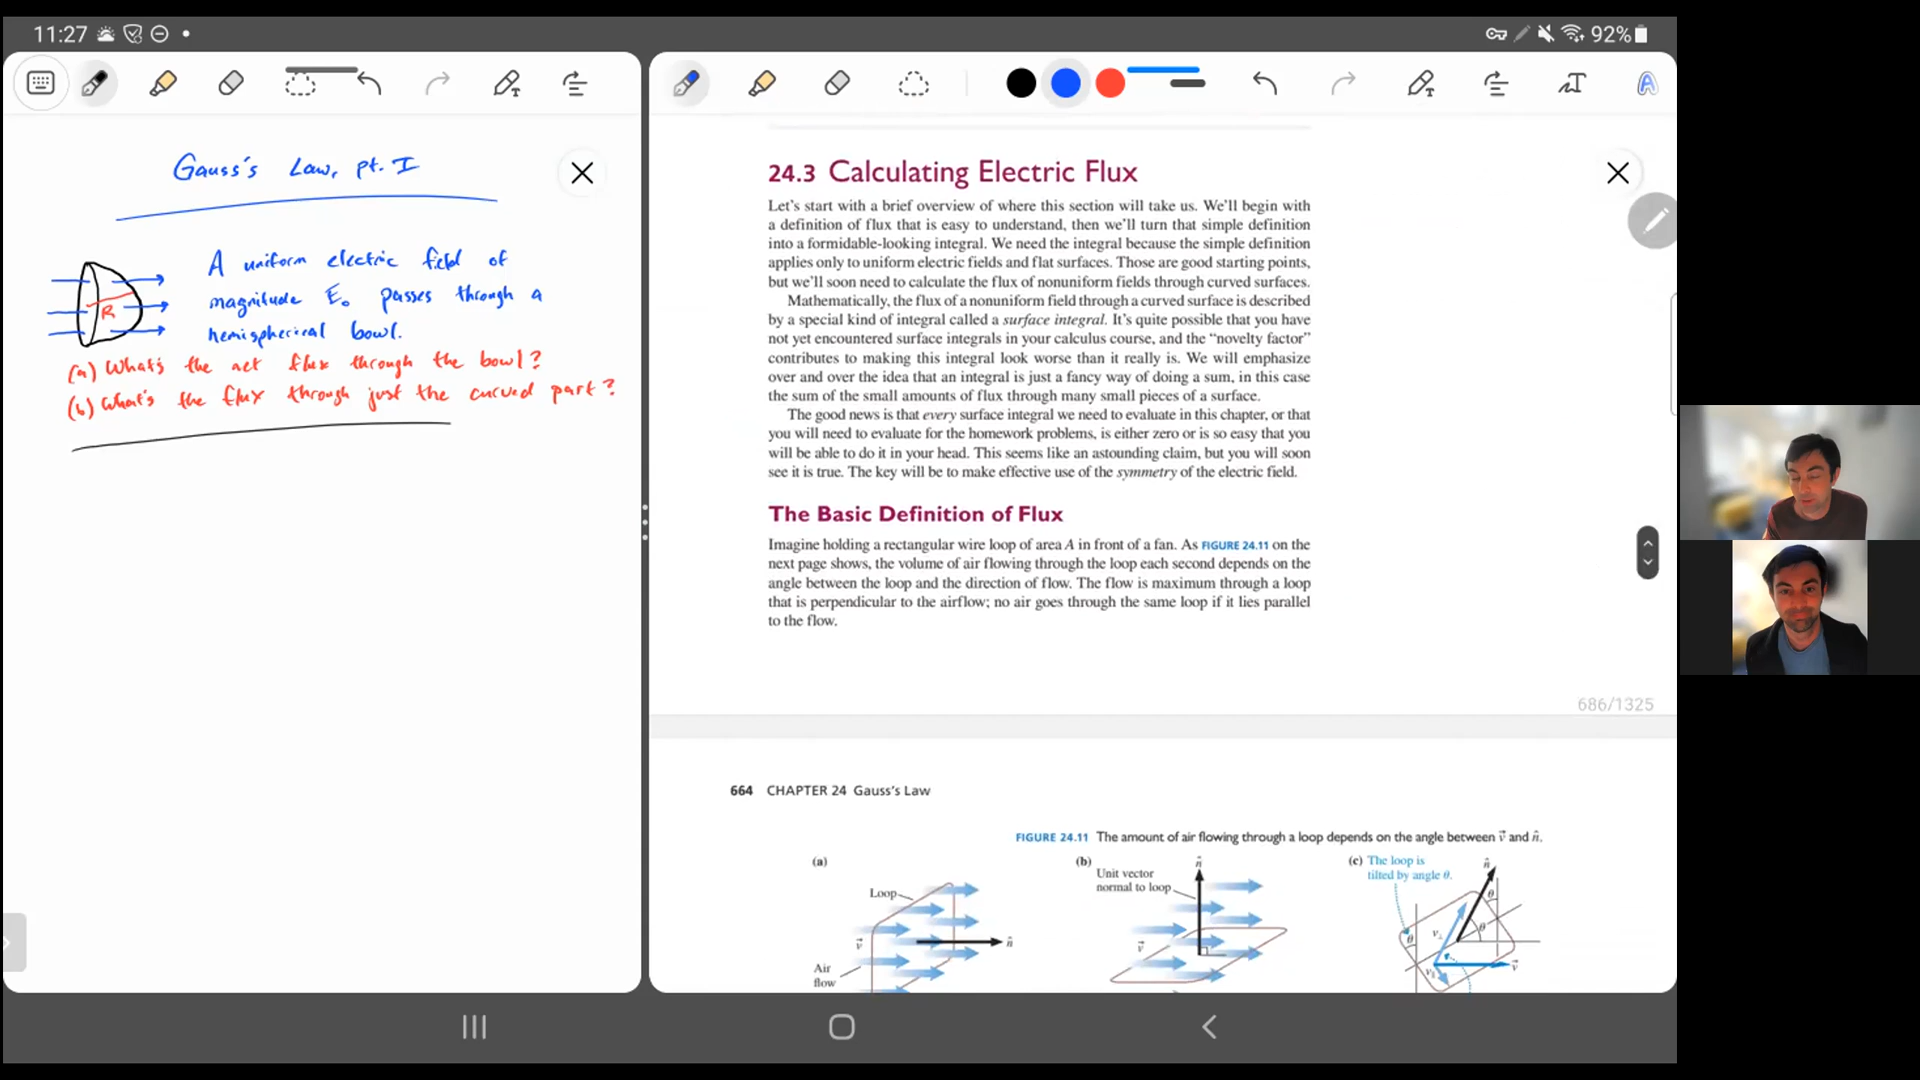 11:27
92%
Gauss's Law, pt. I
A uniform electric field of
magnitude E₀ passes through a
hemispherical bowl.
R
(a) What's the net flux through the bowl?
(b) What's the flux through just the curved part?
24.3 Calculating Electric Flux
Let's start with a brief overview of where this section will take us. We'll begin with
a definition of flux that is easy to understand, then we'll turn that simple definition
into a formidable-looking integral. We need the integral because the simple definition
applies only to uniform electric fields and flat surfaces. Those are good starting points,
but we'll soon need to calculate the flux of nonuniform fields through curved surfaces.
Mathematically, the flux of a nonuniform field through a curved surface is described
by a special kind of integral called a surface integral. It's quite possible that you have
not yet encountered surface integrals in your calculus course, and the “novelty factor”
contributes to making this integral look worse than it really is. We will emphasize
over and over the idea that an integral is just a fancy way of doing a sum, in this case
the sum of the small amounts of flux through many small pieces of a surface.
The good news is that every surface integral we need to evaluate in this chapter, or that
you will need to evaluate for the homework problems, is either zero or is so easy that you
will be able to do it in your head. This seems like an astounding claim, but you will soon
see it is true. The key will be to make effective use of the symmetry of the electric field.
The Basic Definition of Flux
Imagine holding a rectangular wire loop of area A in front of a fan. As FIGURE 24.11 on the
next page shows, the volume of air flowing through the loop each second depends on the
angle between the loop and the direction of flow. The flow is maximum through a loop
that is perpendicular to the airflow; no air goes through the same loop if it lies parallel
to the flow.
686/1325
664 CHAPTER 24 Gauss's Law
FIGURE 24.11 The amount of air flowing through a loop depends on the angle between v⃗ and n̂.
(a)
Loop
v⃗
n̂
Air
flow
(b)
Unit vector
normal to loop
n̂
v⃗
(c) The loop is
tilted by angle θ.
n̂
θ
θ
θ
v⊥
v∥
v⃗